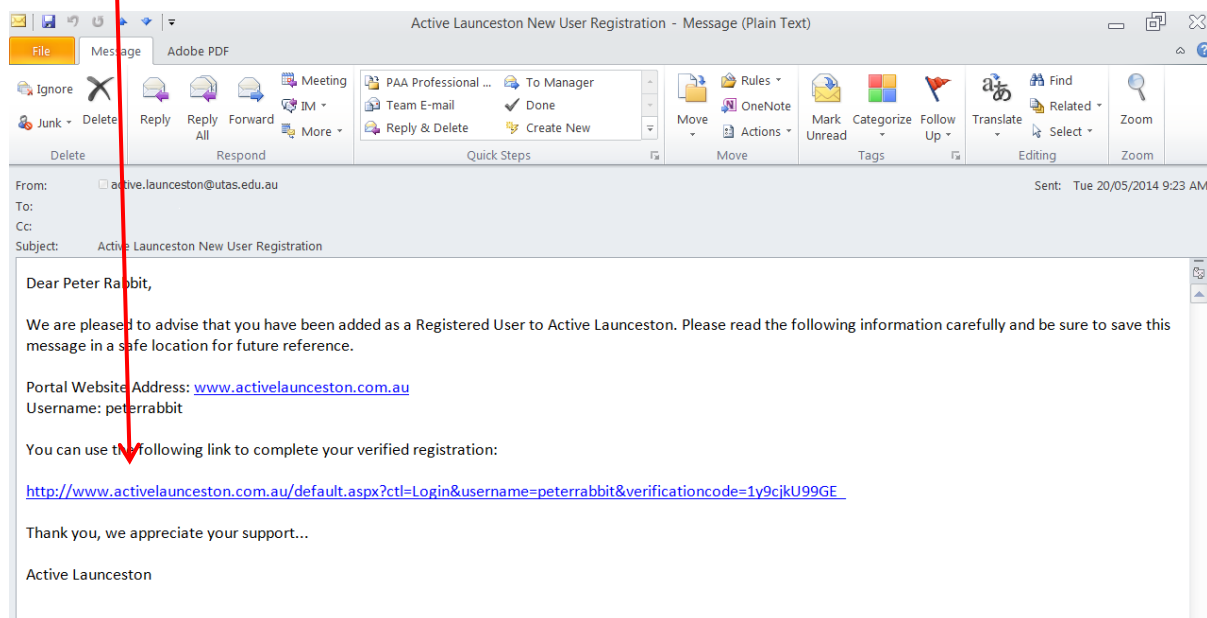 Active Launceston New User Registration - Message (Plain Text)
File Message Adobe PDF
Ignore
Junk
Delete
Delete
Reply
Reply All
Forward
Meeting
IM
More
Respond
PAA Professional ...
Team E-mail
Reply & Delete
To Manager
Done
Create New
Quick Steps
Move
Rules
OneNote
Actions
Move
Mark Unread
Categorize
Follow Up
Tags
Translate
Find
Related
Select
Editing
Zoom
Zoom
From: active.launceston@utas.edu.au
Sent: Tue 20/05/2014 9:23 AM
To:
Cc:
Subject: Active Launceston New User Registration
Dear Peter Rabbit,
We are pleased to advise that you have been added as a Registered User to Active Launceston. Please read the following information carefully and be sure to save this
message in a safe location for future reference.
Portal Website Address: www.activelaunceston.com.au
Username: peterrabbit
You can use the following link to complete your verified registration:
http://www.activelaunceston.com.au/default.aspx?ctl=Login&username=peterrabbit&verificationcode=1y9cjkU99GE_
Thank you, we appreciate your support...
Active Launceston